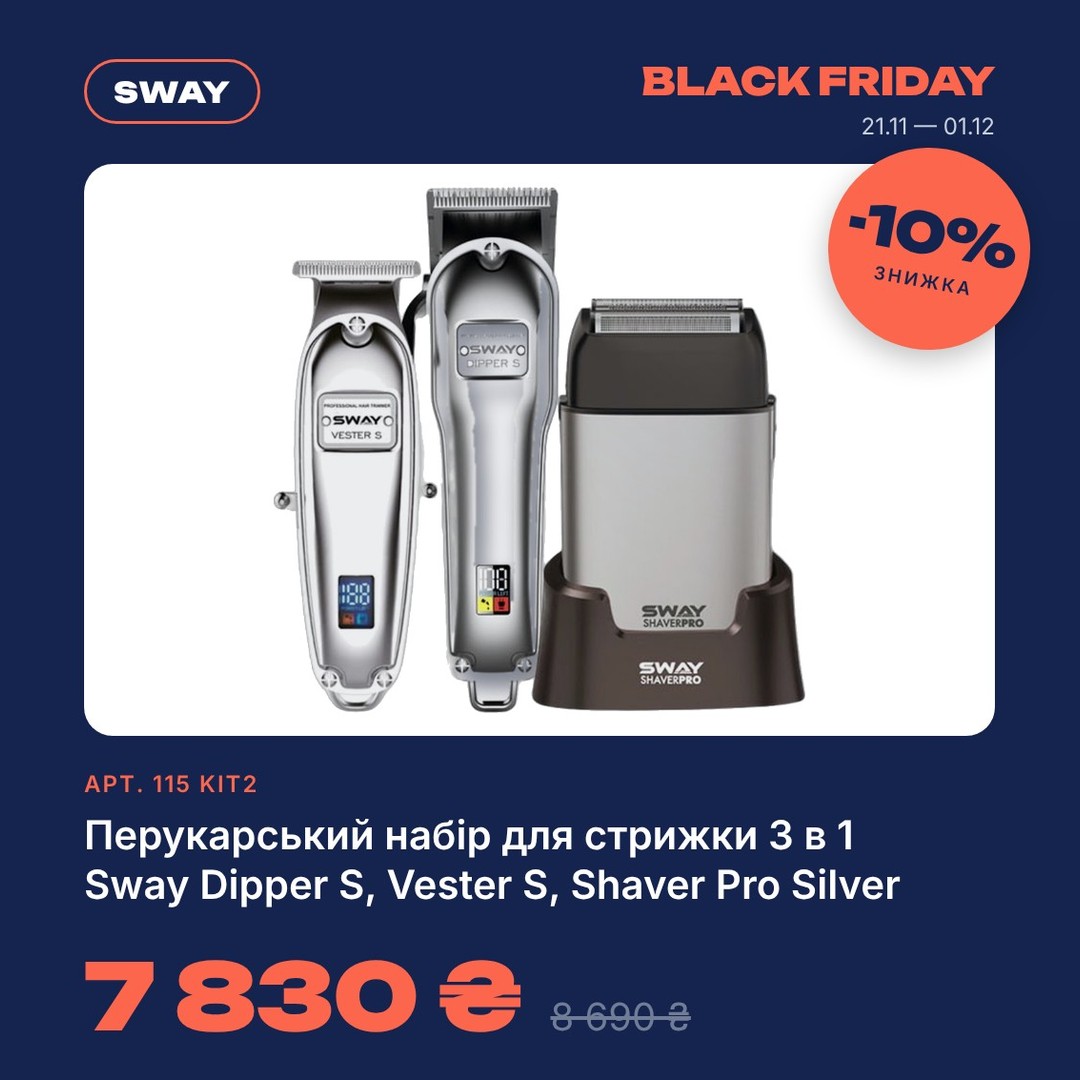 SWAY
BLACK FRIDAY
21.11 — 01.12
-10%
ЗНИЖКА
SWAY
DIPPER S
PROFESSIONAL HAIR TRIMMER
SWAY
VESTER S
188
188
SWAY
SHAVERPRO
SWAY
SHAVERPRO
АРТ. 115 KIT2
Перукарський набір для стрижки 3 в 1
Sway Dipper S, Vester S, Shaver Pro Silver
7 830 ₴
8 690 ₴